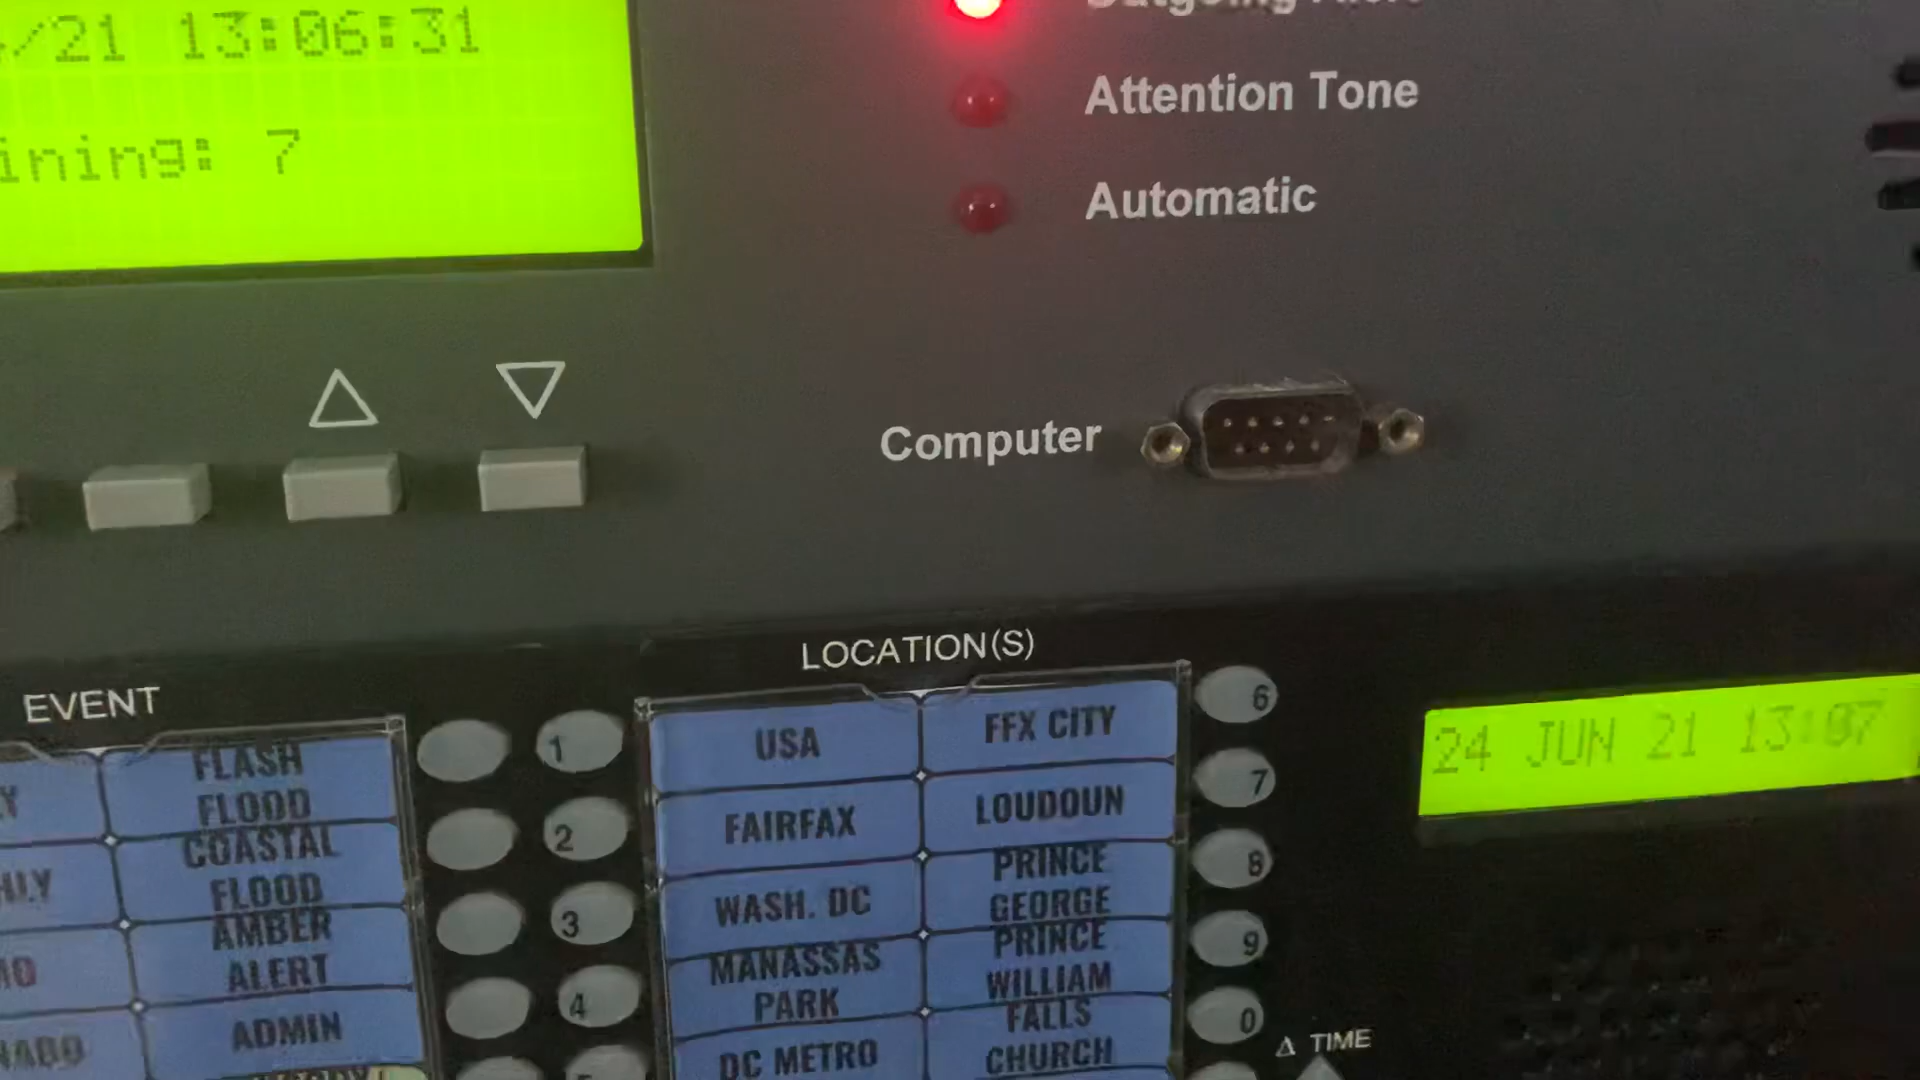 /21 13:06:31
ining: 7
Outgoing Alert
Attention Tone
Automatic
Computer
LOCATION(S)
EVENT
FLASH
FLOOD
COASTAL
FLOOD
AMBER
ALERT
ADMIN
1
2
3
4
USA
FAIRFAX
WASH. DC
MANASSAS
PARK
DC METRO
FFX CITY
LOUDOUN
PRINCE
GEORGE
PRINCE
WILLIAM
FALLS
CHURCH
6
7
8
9
0
24 JUN 21 13:07
Δ TIME